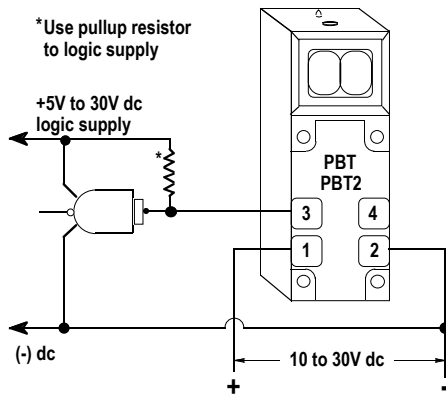 *Use pullup resistor
to logic supply
+5V to 30V dc
logic supply
*
PBT
PBT2
3 4
1 2
(-) dc
10 to 30V dc
+ -